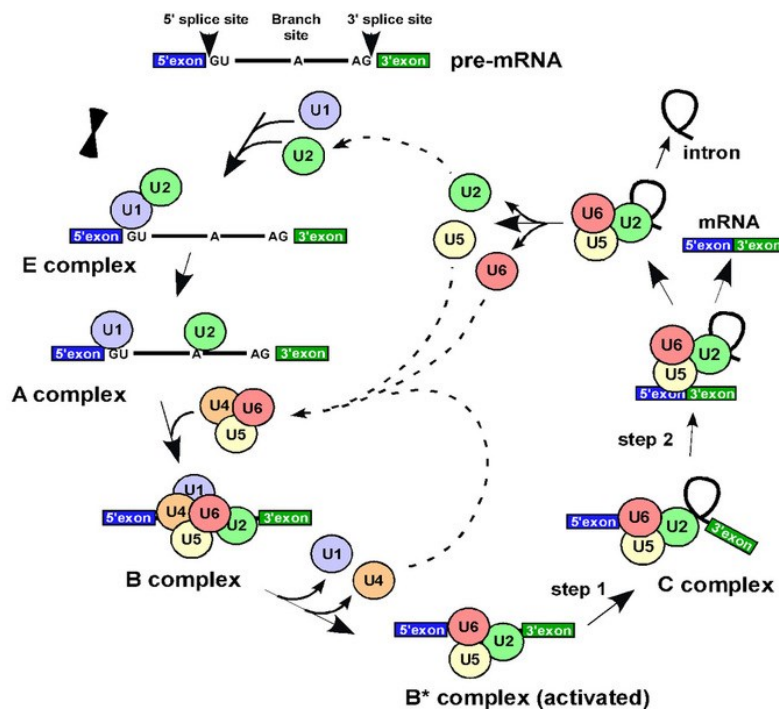 5' splice site
Branch site
3' splice site
5'exon GU A AG 3'exon
pre-mRNA
U1
U2
U2
U1
5'exon GU A AG 3'exon
E complex
U1
U2
5'exon GU A AG 3'exon
A complex
U4
U6
U5
U1
U4
U6
U5
U2
5'exon
3'exon
B complex
U1
U4
5'exon
U6
U5
U2
3'exon
B* complex (activated)
step 1
5'exon
U6
U5
U2
3'exon
C complex
step 2
U6
U5
U2
5'exon 3'exon
mRNA
5'exon 3'exon
U6
U5
U2
intron
U2
U5
U6